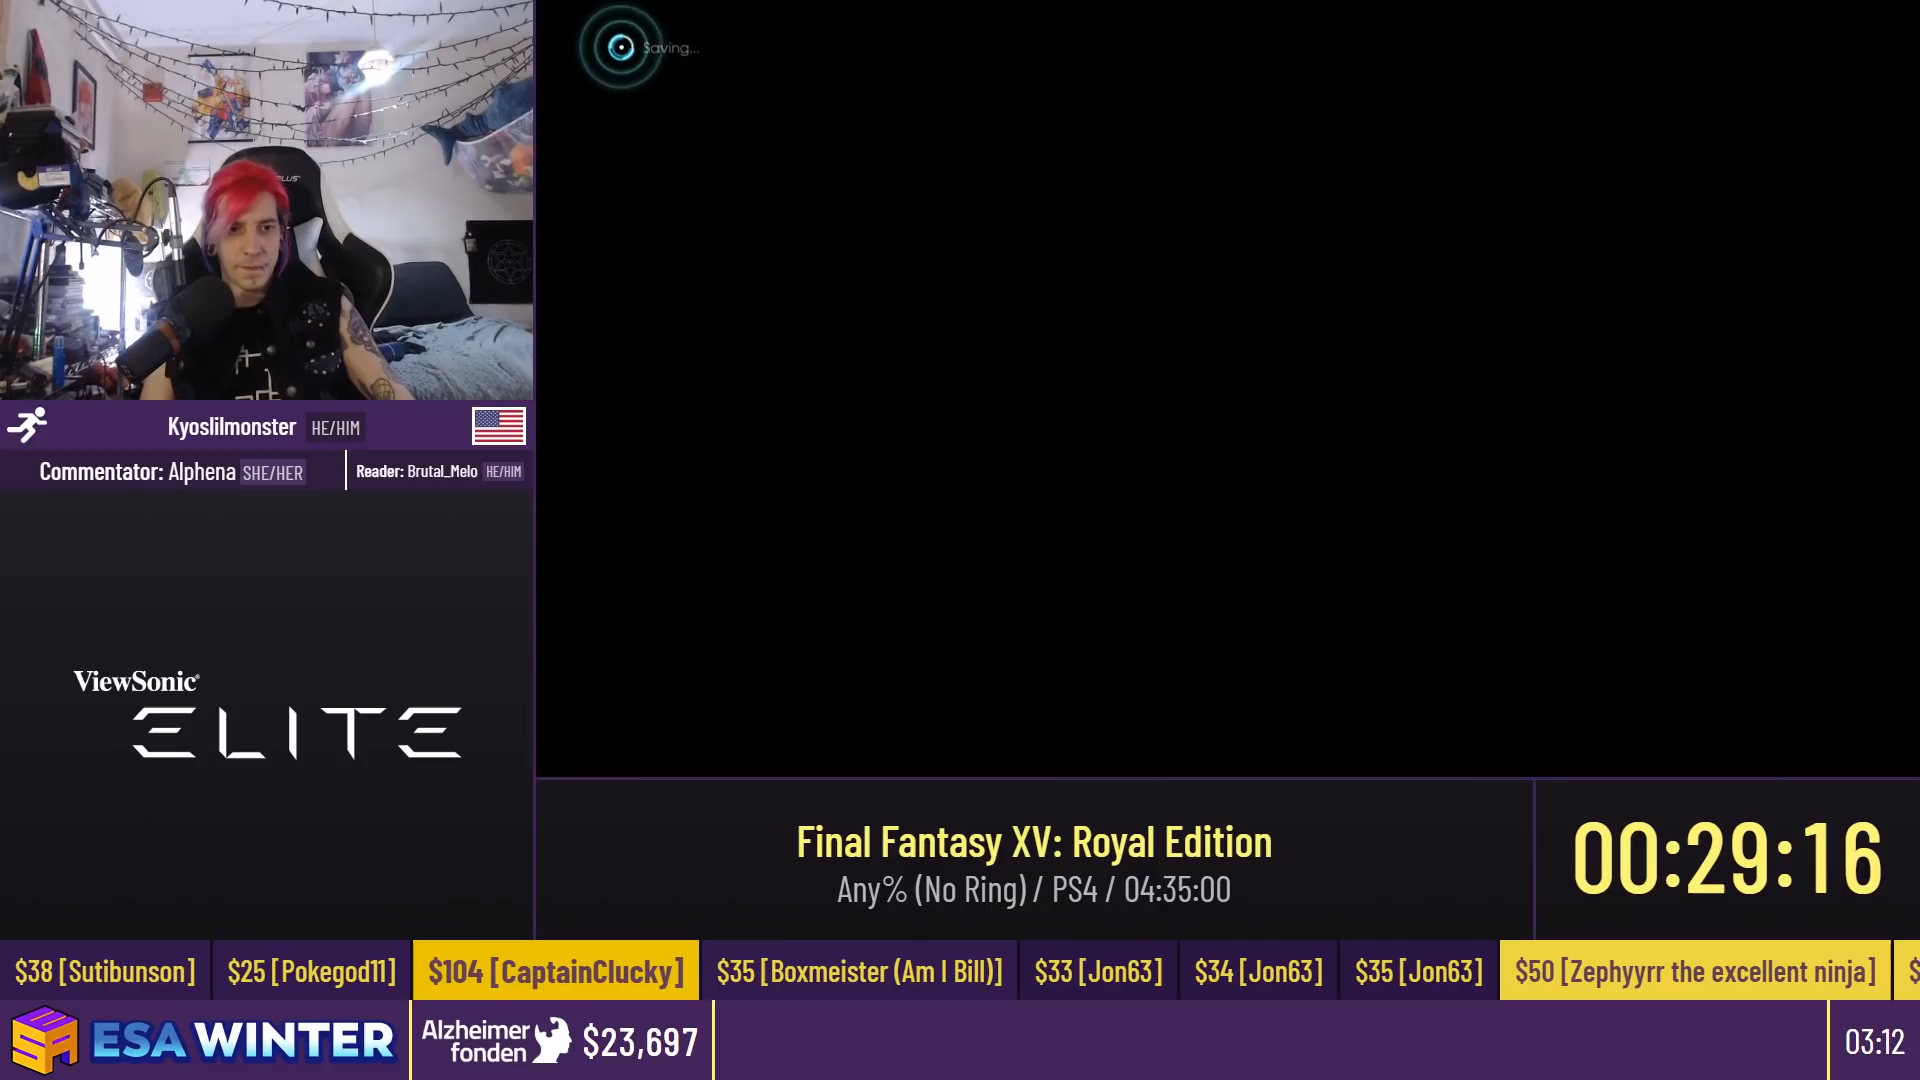 Saving...
Kyoslilmonster HE/HIM
Commentator: Alphena SHE/HER
Reader: Brutal_Melo HE/HIM
ViewSonic®
ELITE
Final Fantasy XV: Royal Edition
Any% (No Ring) / PS4 / 04:35:00
00:29:16
$38 [Sutibunson] $25 [Pokegod11] $104 [CaptainClucky] $35 [Boxmeister (Am I Bill)] $33 [Jon63] $34 [Jon63] $35 [Jon63] $50 [Zephyyrr the excellent ninja] $
ESA WINTER
Alzheimer
fonden
$23,697
03:12